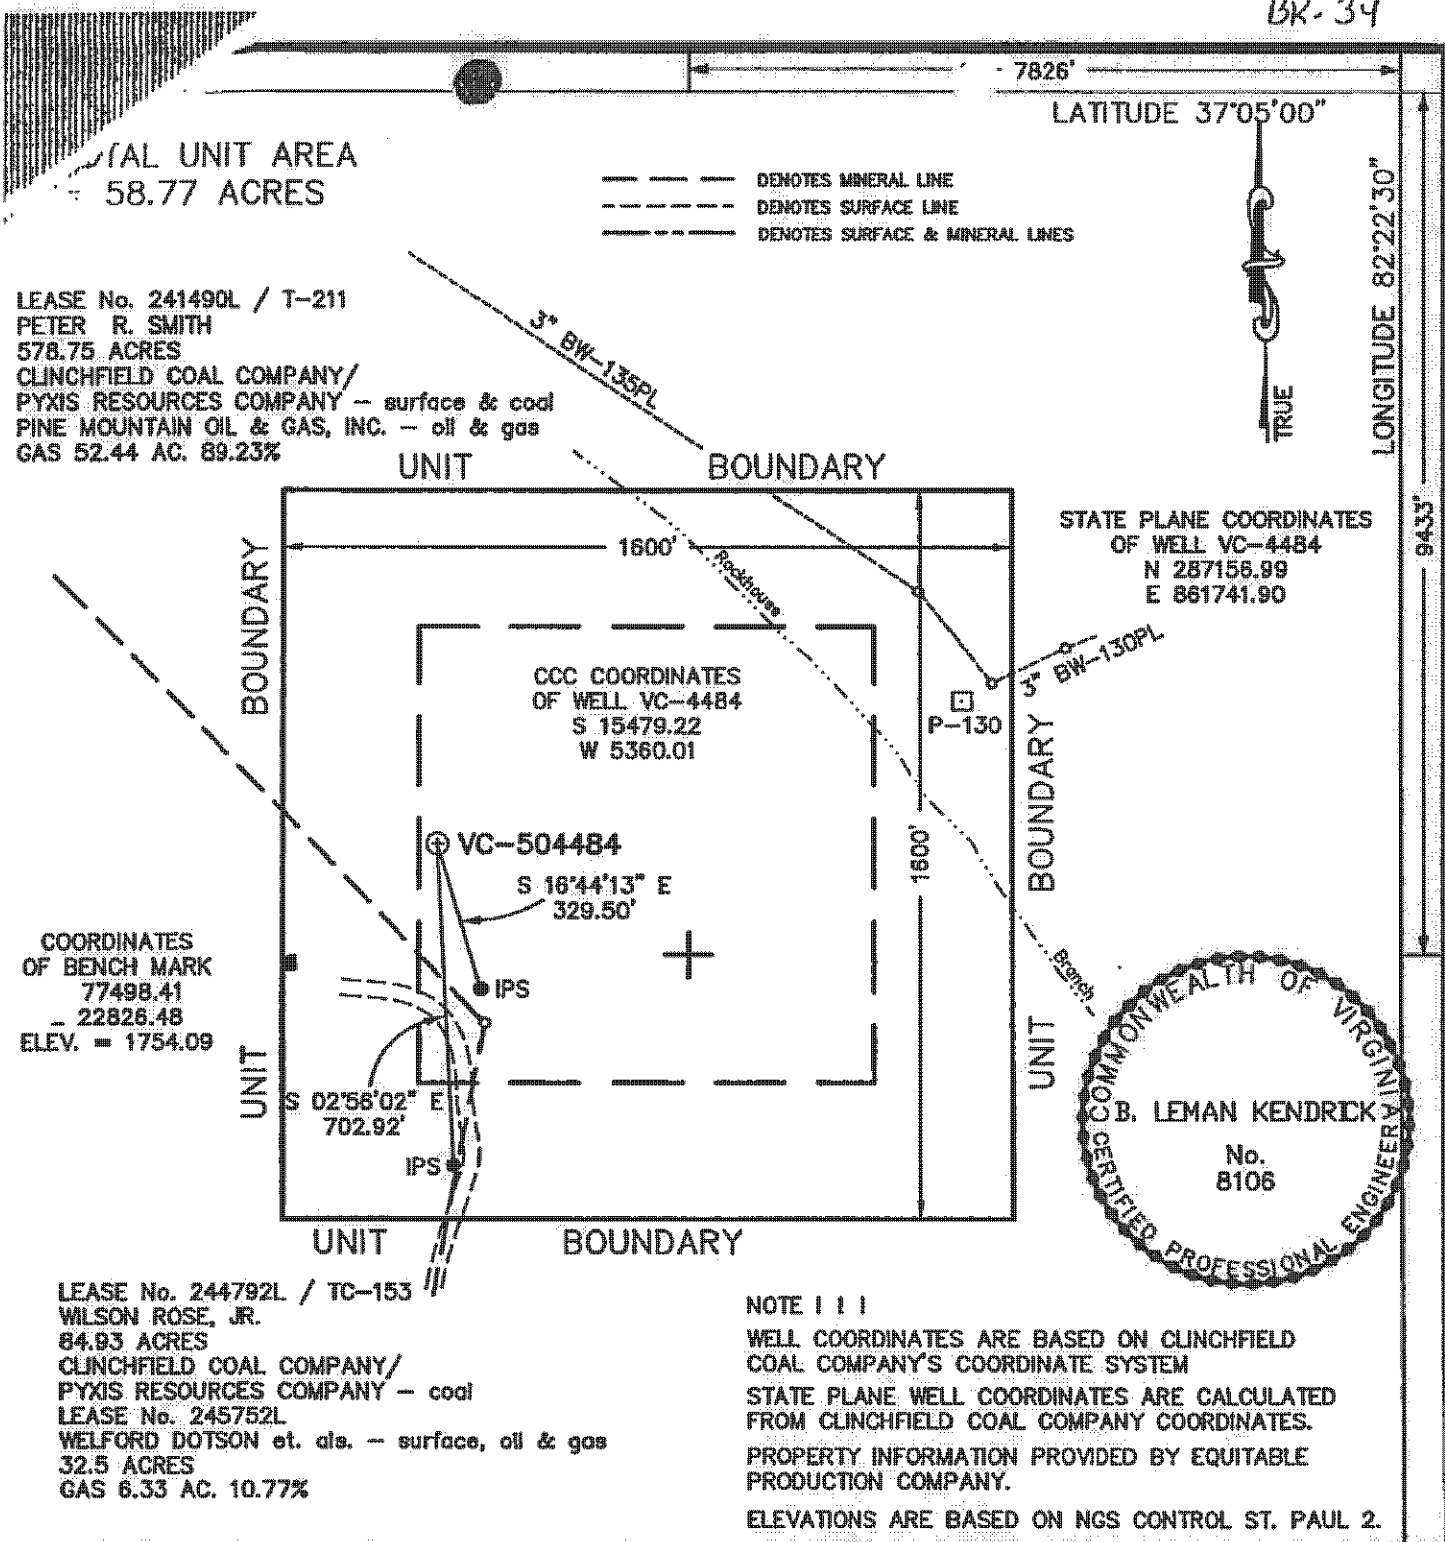 BR-34
7826'
LATITUDE 37°05'00"
LONGITUDE 82°22'30"
TAL UNIT AREA
= 58.77 ACRES
DENOTES MINERAL LINE
DENOTES SURFACE LINE
DENOTES SURFACE & MINERAL LINES
TRUE
9433'
LEASE No. 241490L / T-211
PETER R. SMITH
578.75 ACRES
CLINCHFIELD COAL COMPANY/
PYXIS RESOURCES COMPANY - surface & coal
PINE MOUNTAIN OIL & GAS, INC. - oil & gas
GAS 52.44 AC. 89.23%
3" BW-135PL
UNIT BOUNDARY
1600'
Rockhouse
STATE PLANE COORDINATES
OF WELL VC-4484
N 287156.99
E 861741.90
BOUNDARY
CCC COORDINATES
OF WELL VC-4484
S 15479.22
W 5360.01
3" BW-130PL
P-130
BOUNDARY
VC-504484
1600'
S 16°44'13" E
329.50'
COORDINATES
OF BENCH MARK
77498.41
- 22826.48
ELEV. = 1754.09
IPS
Branch
UNIT
UNIT
S 02°56'02" E
702.92'
IPS
COMMONWEALTH OF VIRGINIA
B. LEMAN KENDRICK
No.
8106
CERTIFIED PROFESSIONAL ENGINEER
UNIT BOUNDARY
LEASE No. 244792L / TC-153
WILSON ROSE, JR.
84.93 ACRES
CLINCHFIELD COAL COMPANY/
PYXIS RESOURCES COMPANY - coal
LEASE No. 245752L
WELFORD DOTSON et. als. - surface, oil & gas
32.5 ACRES
GAS 6.33 AC. 10.77%
NOTE ! ! !
WELL COORDINATES ARE BASED ON CLINCHFIELD
COAL COMPANY'S COORDINATE SYSTEM
STATE PLANE WELL COORDINATES ARE CALCULATED
FROM CLINCHFIELD COAL COMPANY COORDINATES.
PROPERTY INFORMATION PROVIDED BY EQUITABLE
PRODUCTION COMPANY.
ELEVATIONS ARE BASED ON NGS CONTROL ST. PAUL 2.